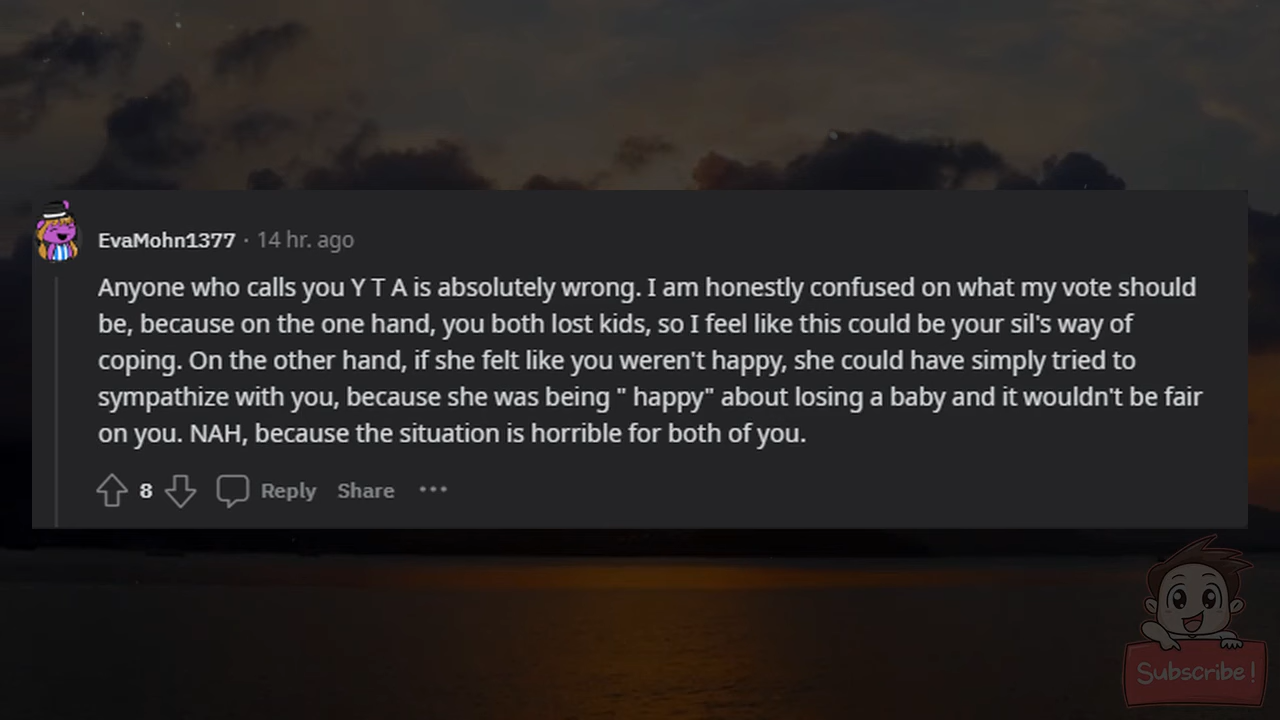 EvaMohn1377 · 14 hr. ago
Anyone who calls you Y T A is absolutely wrong. I am honestly confused on what my vote should
be, because on the one hand, you both lost kids, so I feel like this could be your sil's way of
coping. On the other hand, if she felt like you weren't happy, she could have simply tried to
sympathize with you, because she was being " happy" about losing a baby and it wouldn't be fair
on you. NAH, because the situation is horrible for both of you.
8 Reply Share ···
Subscribe!